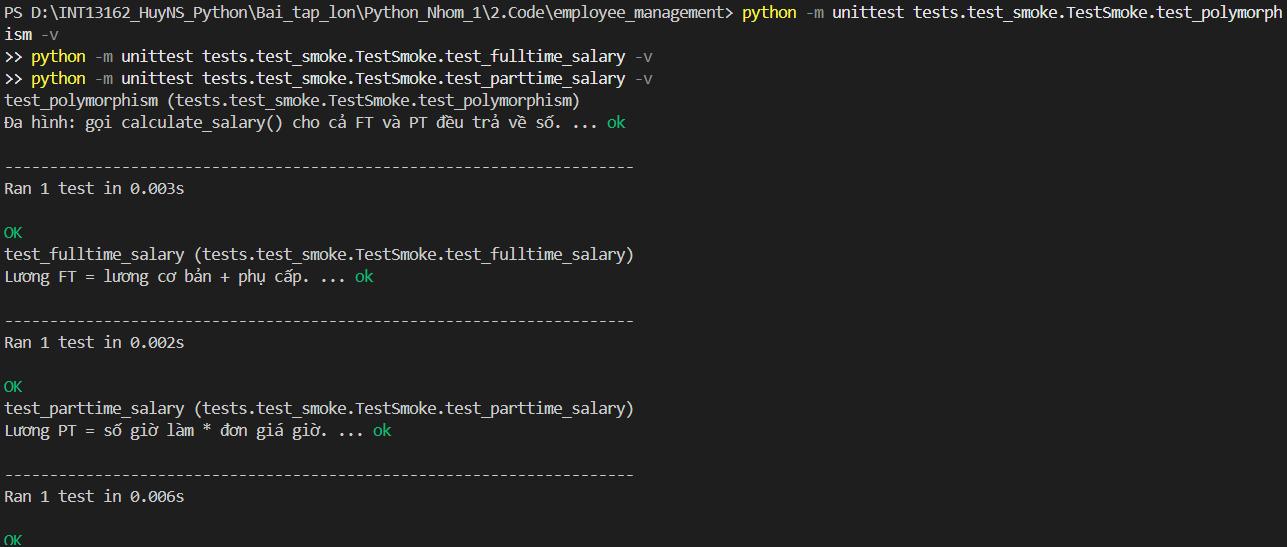 PS D:\INT13162_HuyNS_Python\Bai_tap_lon\Python_Nhom_1\2.Code\employee_management> python -m unittest tests.test_smoke.TestSmoke.test_polymorph
ism -v
>> python -m unittest tests.test_smoke.TestSmoke.test_fulltime_salary -v
>> python -m unittest tests.test_smoke.TestSmoke.test_parttime_salary -v
test_polymorphism (tests.test_smoke.TestSmoke.test_polymorphism)
Đa hình: gọi calculate_salary() cho cả FT và PT đều trả về số. ... ok
----------------------------------------------------------------------
Ran 1 test in 0.003s
OK
test_fulltime_salary (tests.test_smoke.TestSmoke.test_fulltime_salary)
Lương FT = lương cơ bản + phụ cấp. ... ok
----------------------------------------------------------------------
Ran 1 test in 0.002s
OK
test_parttime_salary (tests.test_smoke.TestSmoke.test_parttime_salary)
Lương PT = số giờ làm * đơn giá giờ. ... ok
----------------------------------------------------------------------
Ran 1 test in 0.006s
OK